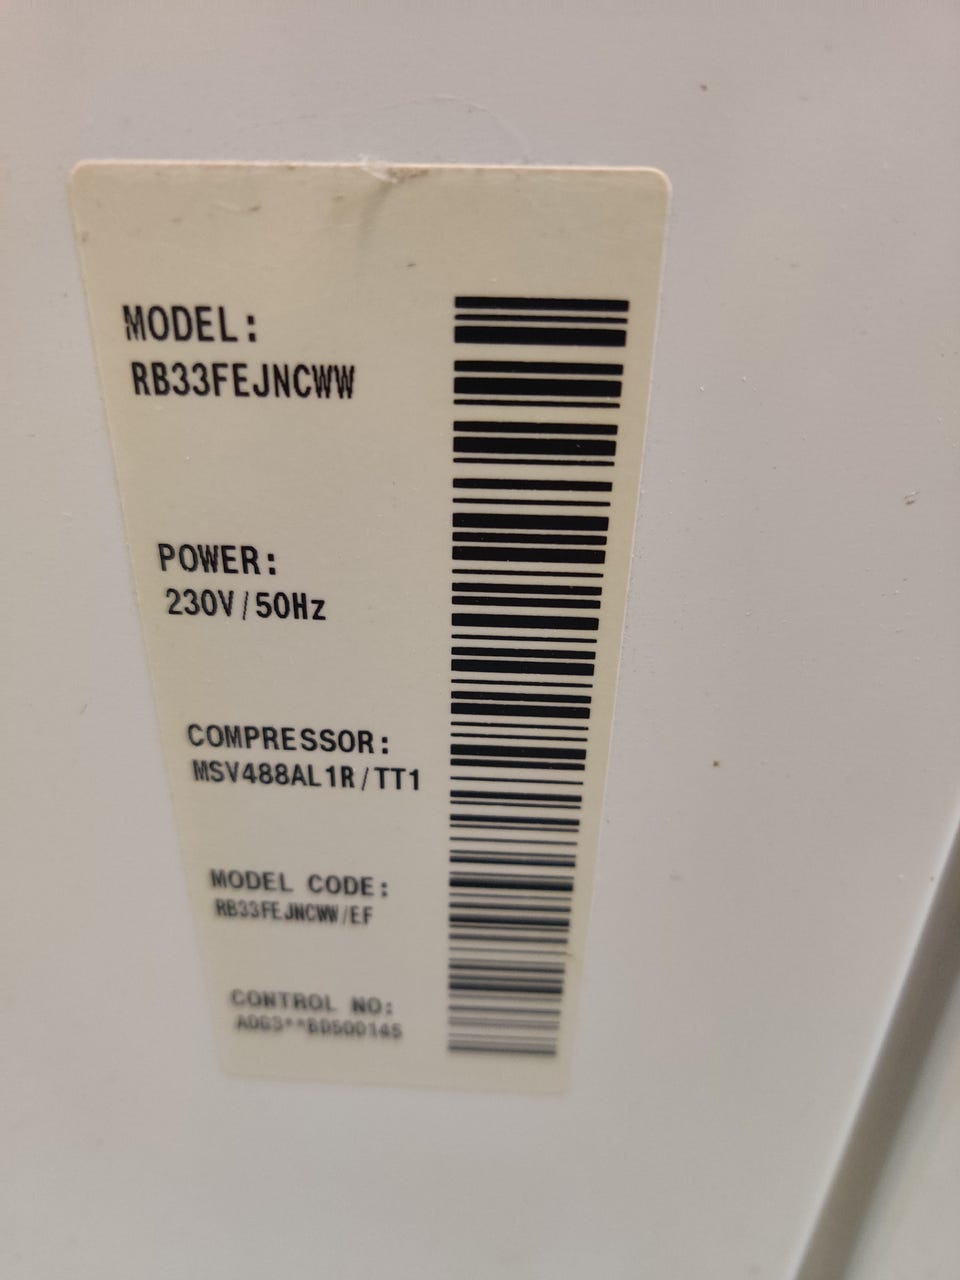 MODEL:
RB33FEJNCWW
POWER:
230V/50Hz
COMPRESSOR:
MSV488AL1R/TT1
MODEL CODE:
RB33FEJNCWW/EF
CONTROL NO: